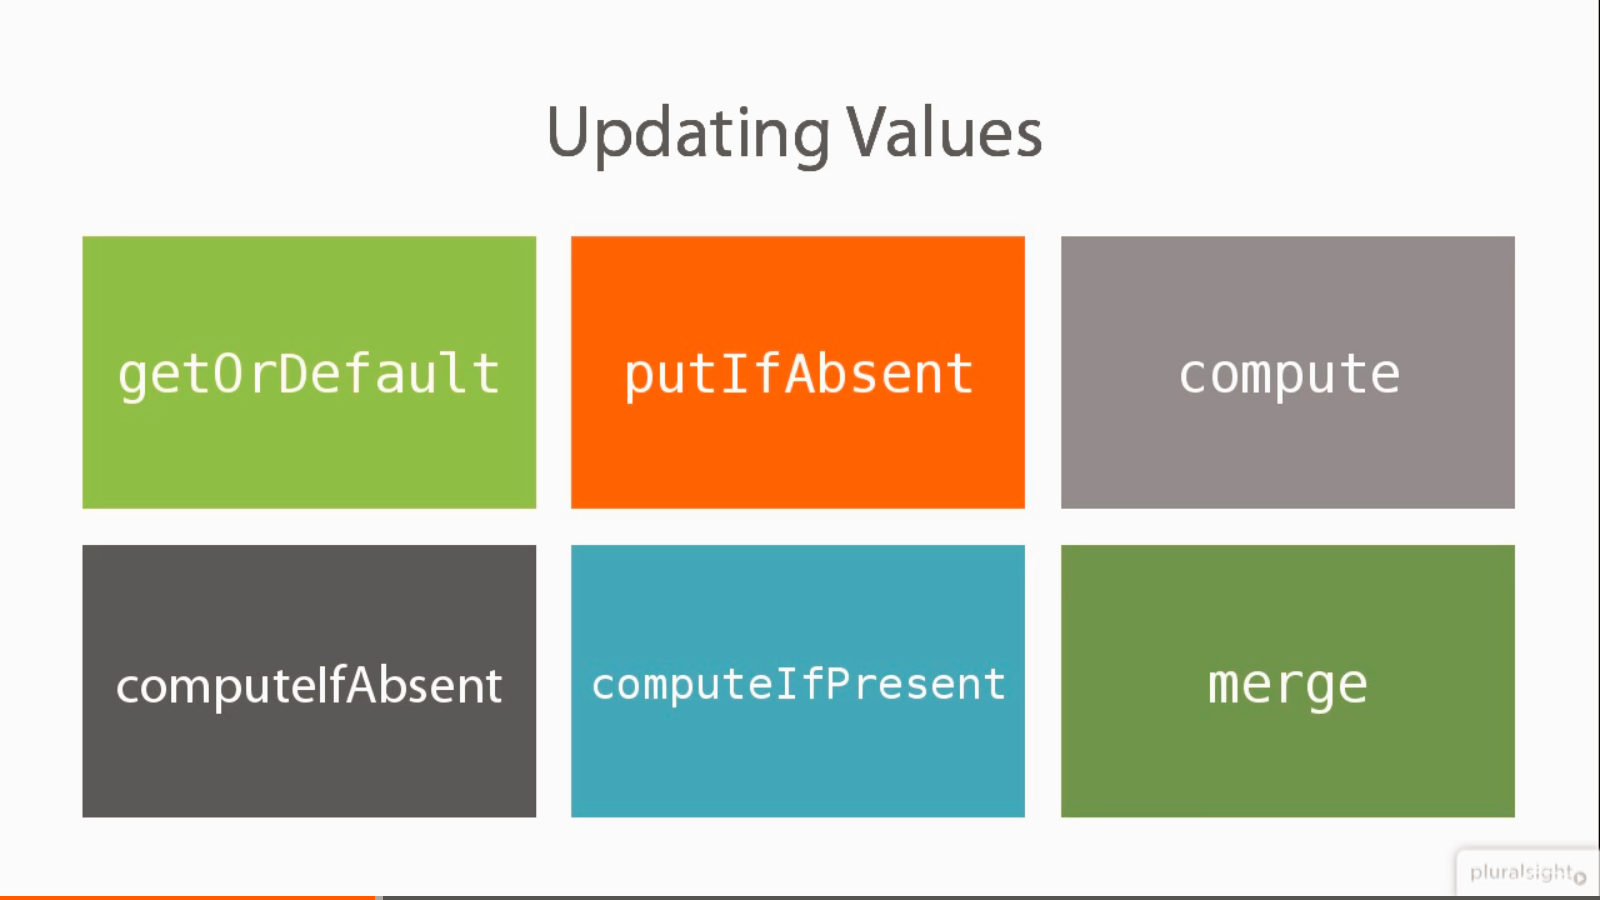 Updating Values
getOrDefault
putIfAbsent
compute
computeIfAbsent
computeIfPresent
merge
pluralsight